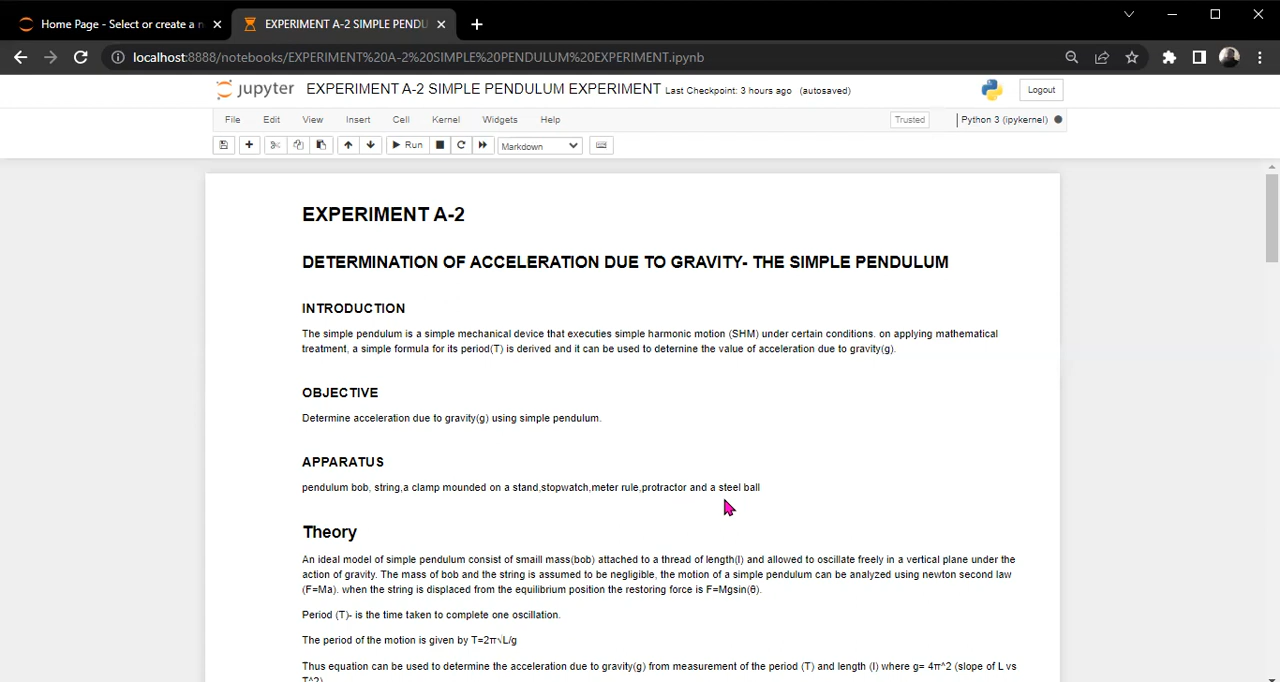 Home Page - Select or create a n
EXPERIMENT A-2 SIMPLE PENDU
localhost:8888/notebooks/EXPERIMENT%20A-2%20SIMPLE%20PENDULUM%20EXPERIMENT.ipynb
jupyter EXPERIMENT A-2 SIMPLE PENDULUM EXPERIMENT Last Checkpoint: 3 hours ago (autosaved) Logout
File Edit View Insert Cell Kernel Widgets Help Trusted Python 3 (ipykernel)
Run Markdown
EXPERIMENT A-2
DETERMINATION OF ACCELERATION DUE TO GRAVITY- THE SIMPLE PENDULUM
INTRODUCTION
The simple pendulum is a simple mechanical device that executies simple harmonic motion (SHM) under certain conditions. on applying mathematical
treatment, a simple formula for its period(T) is derived and it can be used to deternine the value of acceleration due to gravity(g).
OBJECTIVE
Determine acceleration due to gravity(g) using simple pendulum.
APPARATUS
pendulum bob, string,a clamp mounded on a stand,stopwatch,meter rule,protractor and a steel ball
Theory
An ideal model of simple pendulum consist of smaill mass(bob) attached to a thread of length(l) and allowed to oscillate freely in a vertical plane under the
action of gravity. The mass of bob and the string is assumed to be negligible, the motion of a simple pendulum can be analyzed using newton second law
(F=Ma). when the string is displaced from the equilibrium position the restoring force is F=Mgsin(θ).
Period (T)- is the time taken to complete one oscillation.
The period of the motion is given by T=2π√L/g
Thus equation can be used to determine the acceleration due to gravity(g) from measurement of the period (T) and length (l) where g= 4π^2 (slope of L vs
T^2)